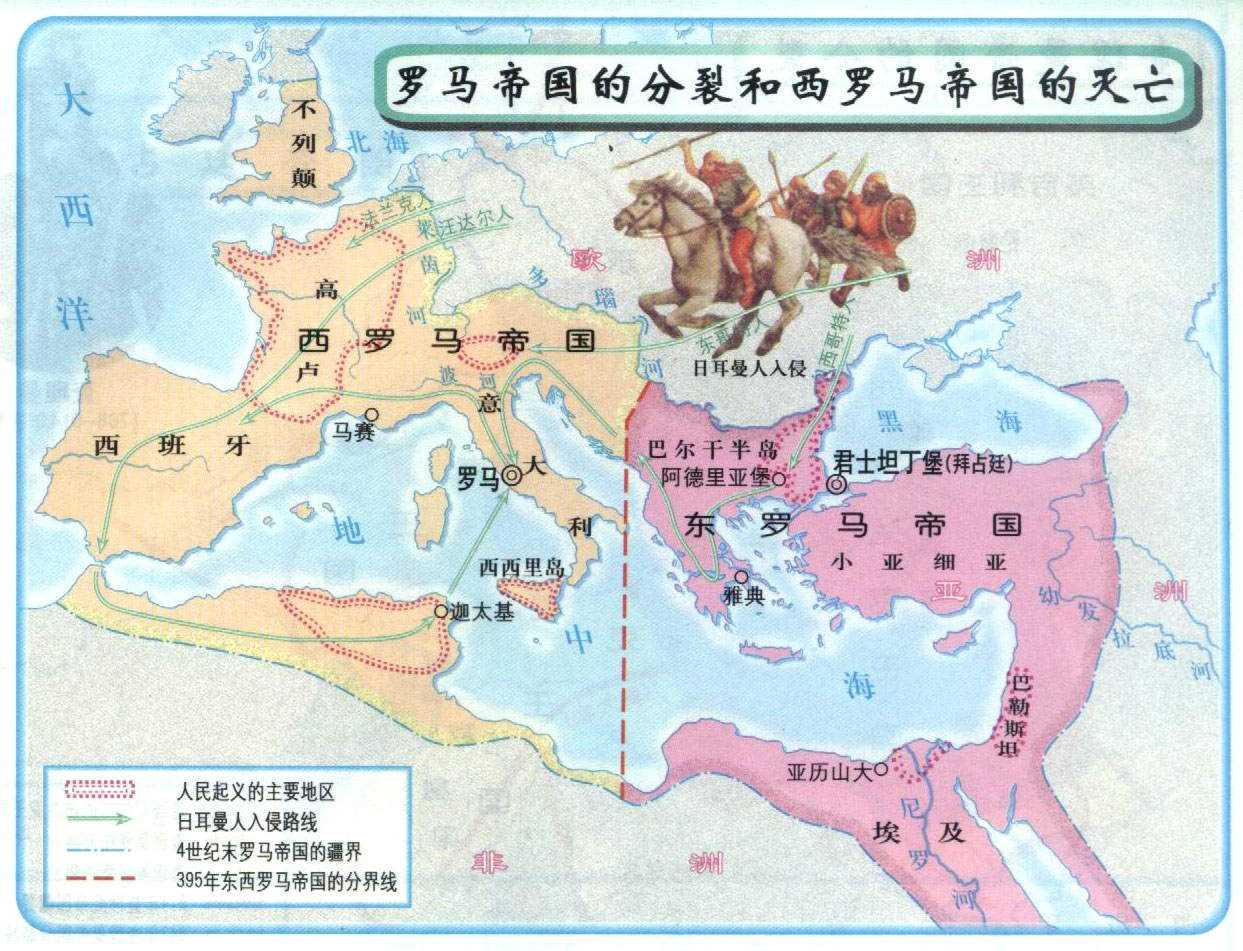 罗马帝国的分裂和西罗马帝国的灭亡
大西洋
不列颠
北海
法兰克人
汪达尔人
莱茵河
欧洲
多瑙河
高卢
西罗马帝国
东哥特人
西哥特人
日耳曼人入侵
波河
意大利
马赛
西班牙
罗马
巴尔干半岛
阿德里亚堡
黑海
君士坦丁堡(拜占廷)
东罗马帝国
小亚细亚
亚洲
地中海
西西里岛
迦太基
雅典
幼发拉底河
巴勒斯坦
亚历山大
尼罗河
埃及
非洲
人民起义的主要地区
日耳曼人入侵路线
4世纪末罗马帝国的疆界
395年东西罗马帝国的分界线